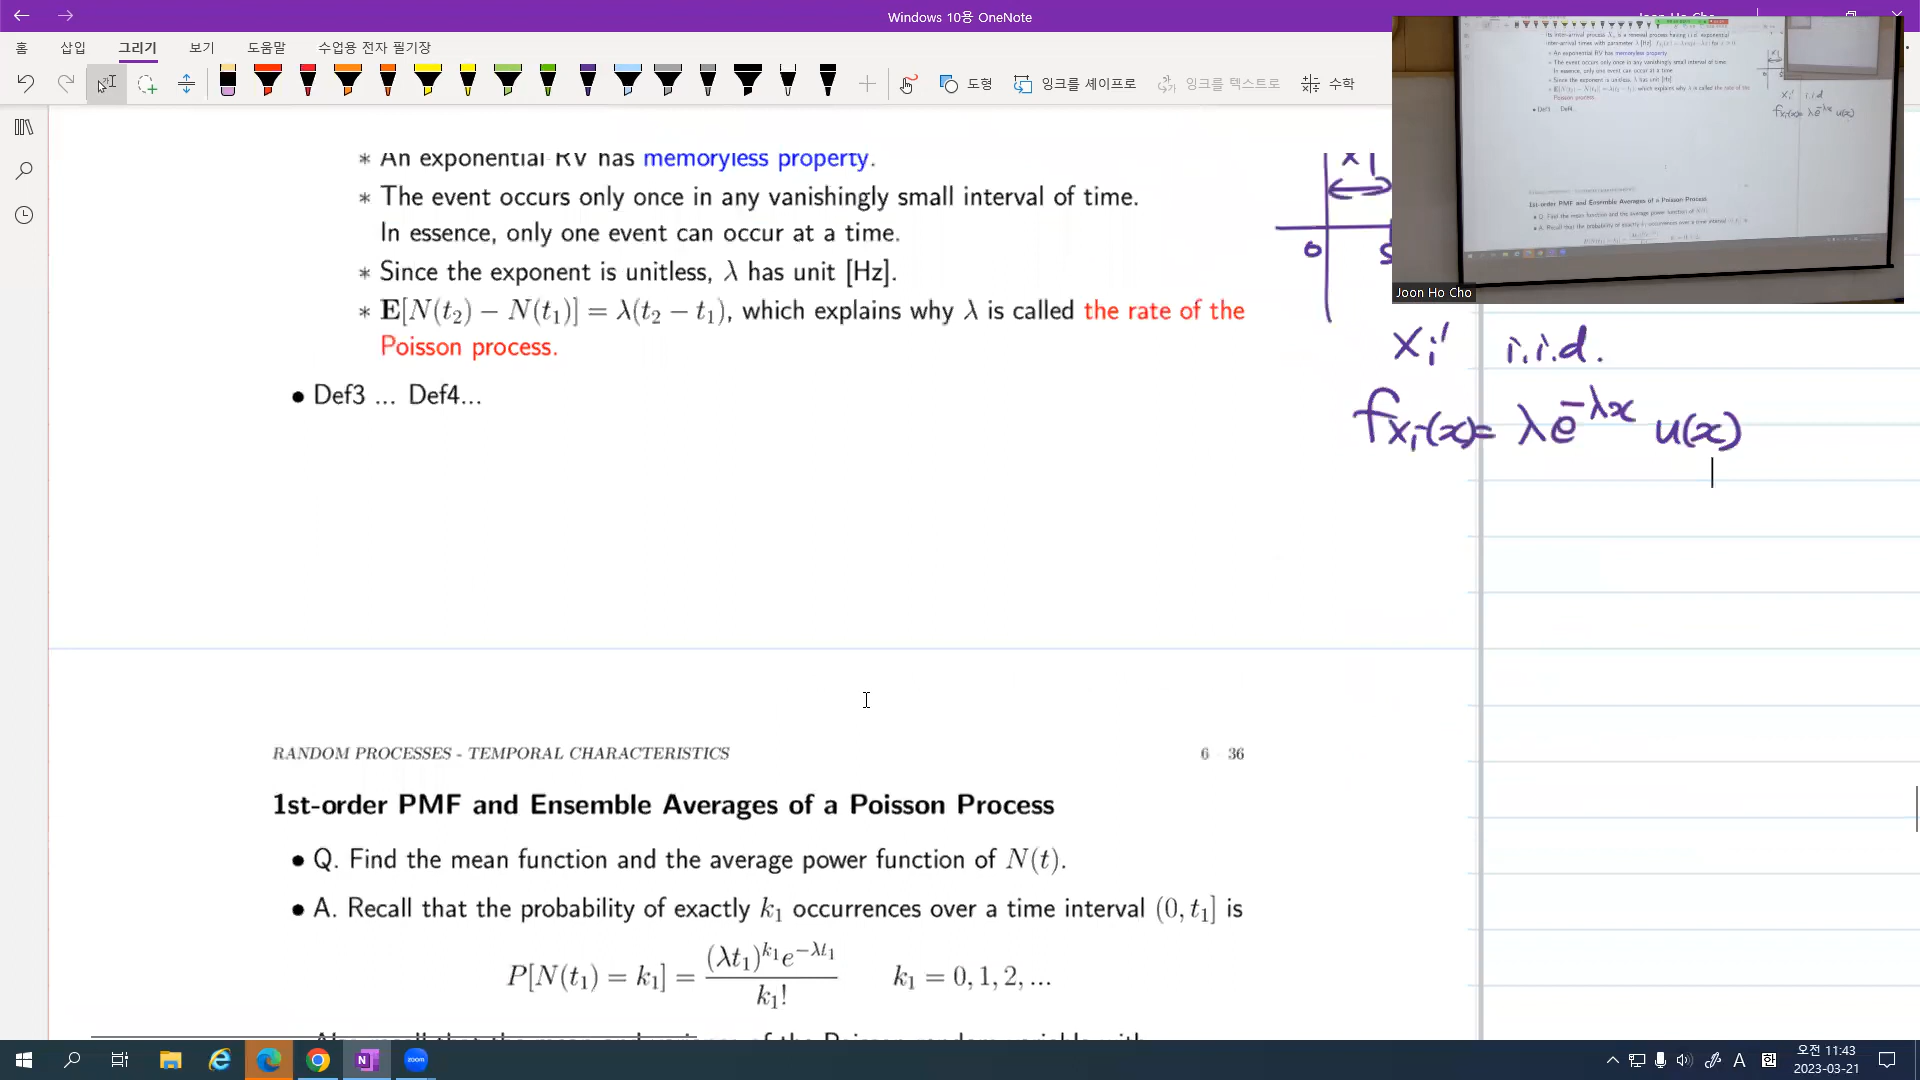 Windows 10용 OneNote
홈 삽입 그리기 보기 도움말 수업용 전자 필기장
도형 잉크를 셰이프로 잉크를 텍스트로 수학
* An exponential RV has memoryless property.
* The event occurs only once in any vanishingly small interval of time.
In essence, only one event can occur at a time.
* Since the exponent is unitless, λ has unit [Hz].
* E[N(t₂) − N(t₁)] = λ(t₂ − t₁), which explains why λ is called the rate of the
Poisson process.
• Def3 ... Def4...
0
Joon Ho Cho
Xᵢ' i.i.d.
f_{Xᵢ}(x) = λe^{-λx} u(x)
RANDOM PROCESSES - TEMPORAL CHARACTERISTICS 6 36
1st-order PMF and Ensemble Averages of a Poisson Process
• Q. Find the mean function and the average power function of N(t).
• A. Recall that the probability of exactly k₁ occurrences over a time interval (0, t₁] is
P[N(t₁) = k₁] = (λt₁)^{k₁}e^{−λt₁} / k₁! k₁ = 0, 1, 2, ...
zoom
A 한 오전 11:43
2023-03-21